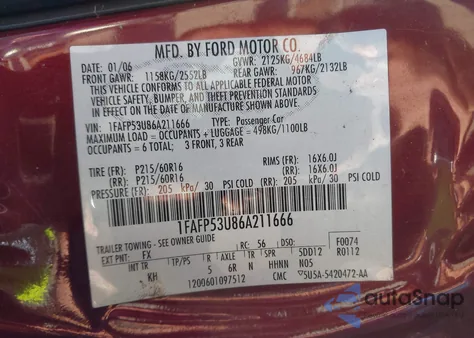 MFD. BY FORD MOTOR CO.
DATE: 01/06 GVWR: 2125KG/4684LB
FRONT GAWR: 1158KG/2552LB REAR GAWR: 967KG/2132LB
THIS VEHICLE CONFORMS TO ALL APPLICABLE FEDERAL MOTOR
VEHICLE SAFETY, BUMPER, AND THEFT PREVENTION STANDARDS
IN EFFECT ON THE DATE OF MANUFACTURE SHOWN ABOVE.
VIN: 1FAFP53U86A211666 TYPE: Passenger Car
MAXIMUM LOAD = OCCUPANTS + LUGGAGE = 498KG/1100LB
OCCUPANTS = 6 TOTAL: 3 FRONT, 3 REAR
TIRE (FR): P215/60R16 RIMS (FR): 16X6.0J
TIRE (RR): P215/60R16 (RR): 16X6.0J
PRESSURE (FR): 205 kPa/ 30 PSI COLD (RR): 205 kPa/ 30 PSI COLD
1FAFP53U86A211666
TRAILER TOWING - SEE OWNER GUIDE
EXT PNT: FX RC: 56 DSO: F0074
INT TR TP/PS AXLE TR SPR 5DD12 R0112
KH 5 6R N HHNN N05
1200601097512 CMC 5U5A-5420472-AA
autoSnap